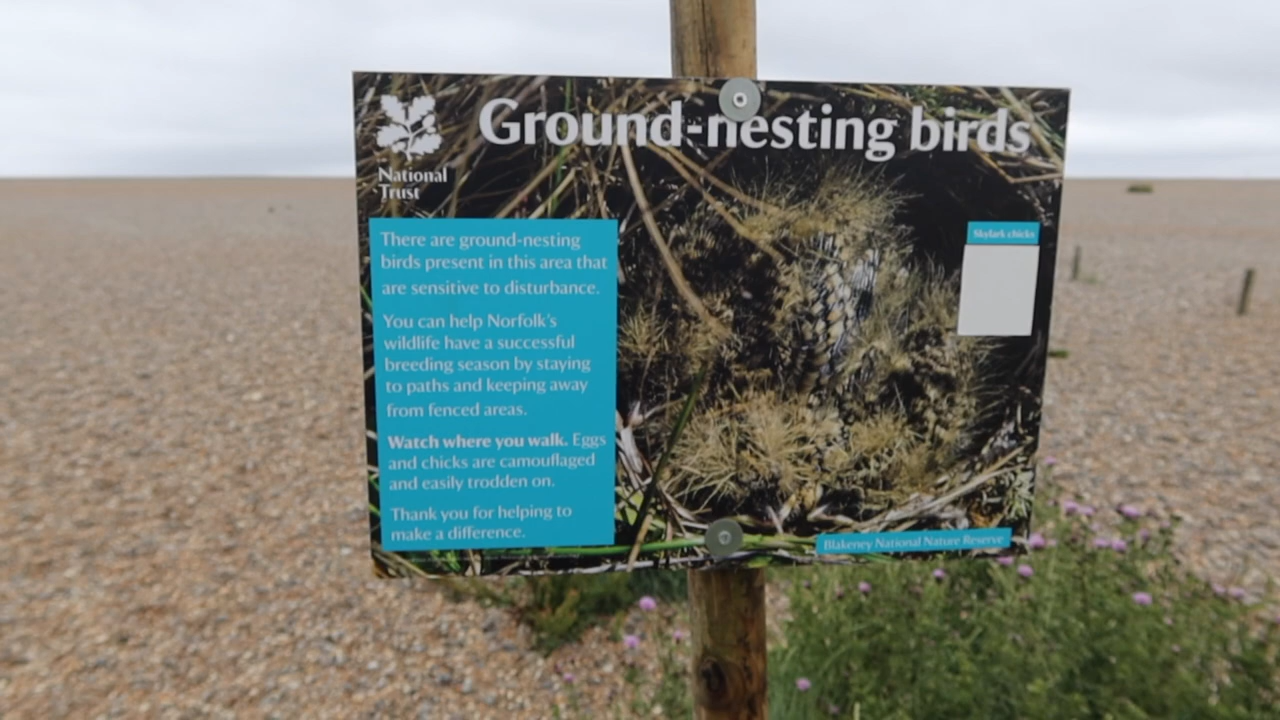 Ground-nesting birds
National
Trust
There are ground-nesting
birds present in this area that
are sensitive to disturbance.
You can help Norfolk's
wildlife have a successful
breeding season by staying
to paths and keeping away
from fenced areas.
Watch where you walk. Eggs
and chicks are camouflaged
and easily trodden on.
Thank you for helping to
make a difference.
Skylark chicks
Blakeney National Nature Reserve